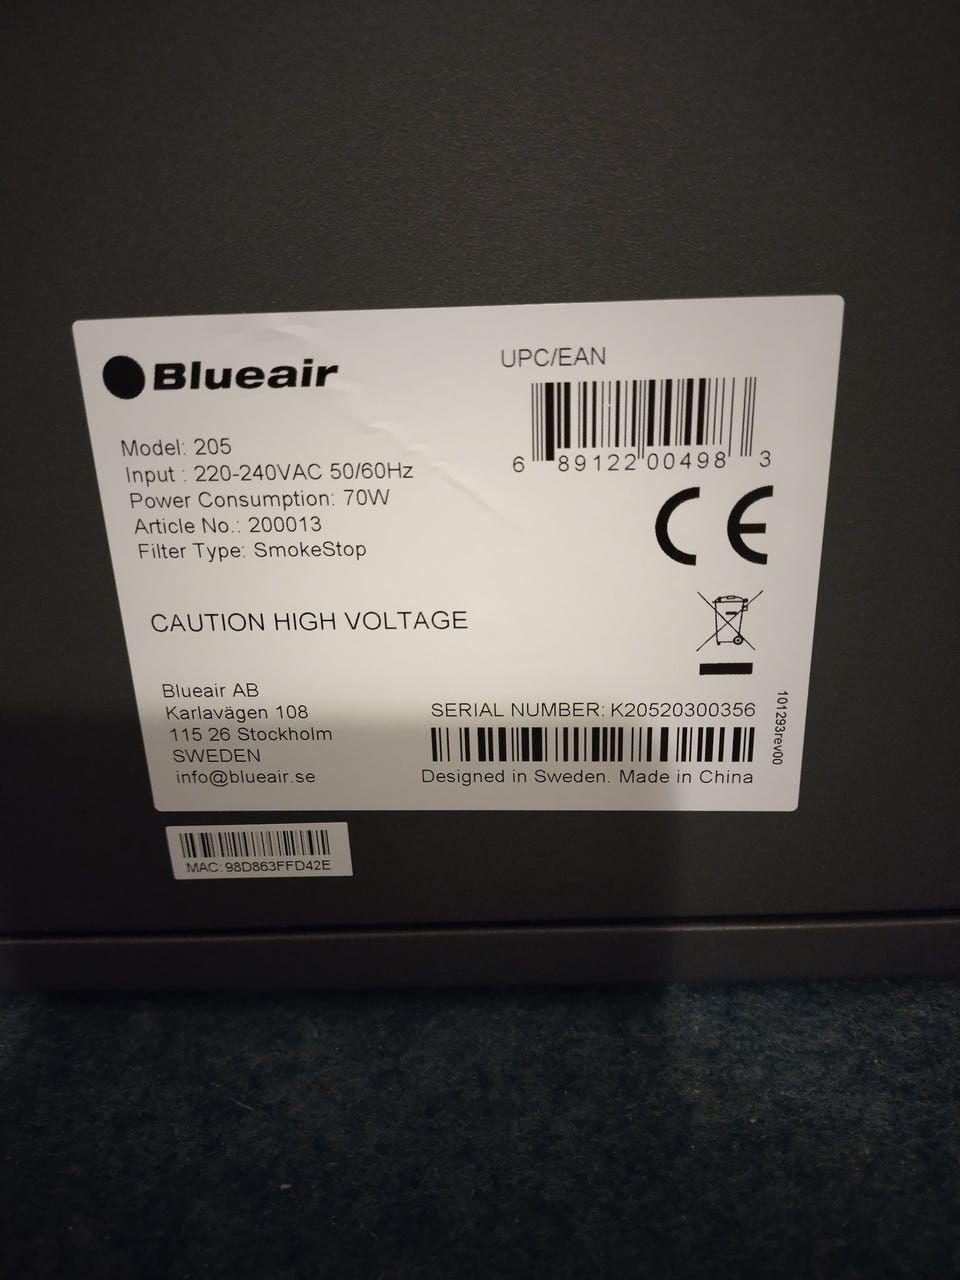 Blueair
Model: 205
Input : 220-240VAC 50/60Hz
Power Consumption: 70W
Article No.: 200013
Filter Type: SmokeStop
CAUTION HIGH VOLTAGE
Blueair AB
Karlavägen 108
115 26 Stockholm
SWEDEN
info@blueair.se
UPC/EAN
6 89122 00498 3
CE
SERIAL NUMBER: K20520300356
Designed in Sweden. Made in China
101293rev00
MAC: 98D863FFD42E